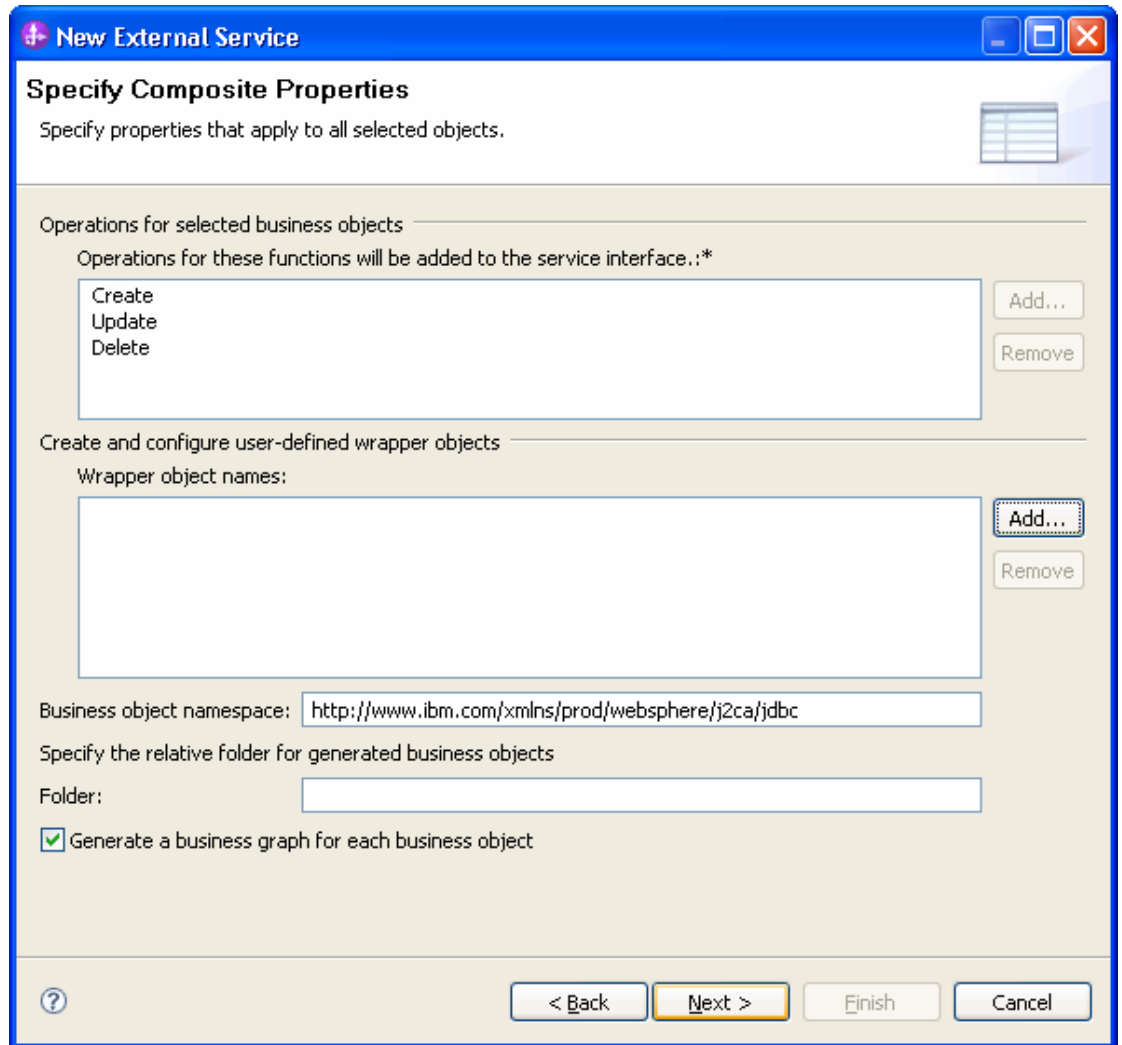 New External Service
Specify Composite Properties
Specify properties that apply to all selected objects.
Operations for selected business objects
Operations for these functions will be added to the service interface.:*
Create
Update
Delete
Add...
Remove
Create and configure user-defined wrapper objects
Wrapper object names:
Add...
Remove
Business object namespace: http://www.ibm.com/xmlns/prod/websphere/j2ca/jdbc
Specify the relative folder for generated business objects
Folder:
Generate a business graph for each business object
? < Back Next > Finish Cancel